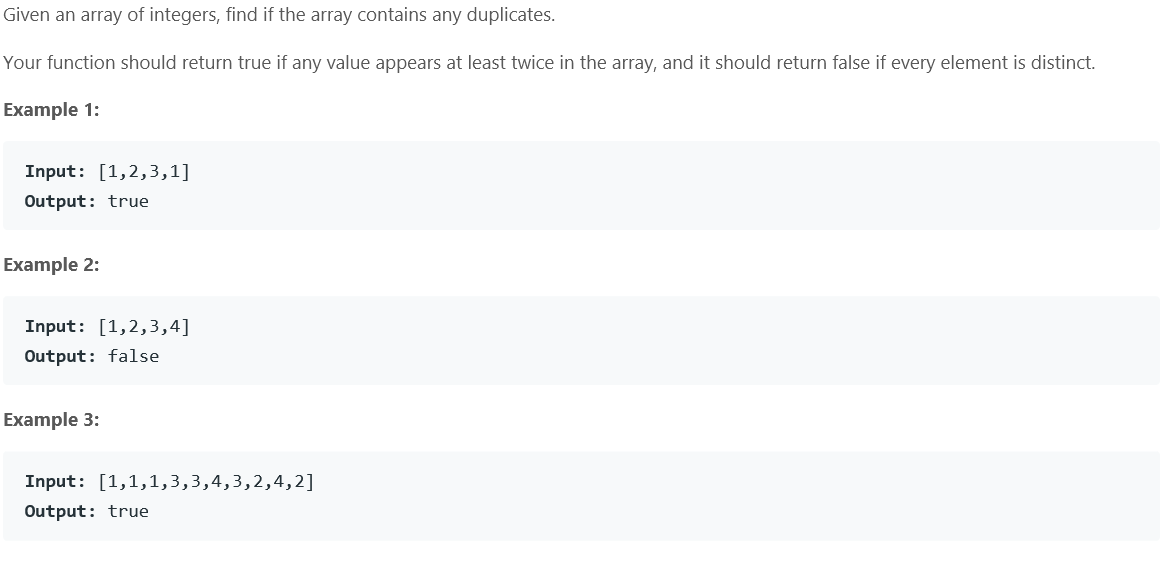 Given an array of integers, find if the array contains any duplicates.
Your function should return true if any value appears at least twice in the array, and it should return false if every element is distinct.
Example 1:
Input: [1,2,3,1]
Output: true
Example 2:
Input: [1,2,3,4]
Output: false
Example 3:
Input: [1,1,1,3,3,4,3,2,4,2]
Output: true